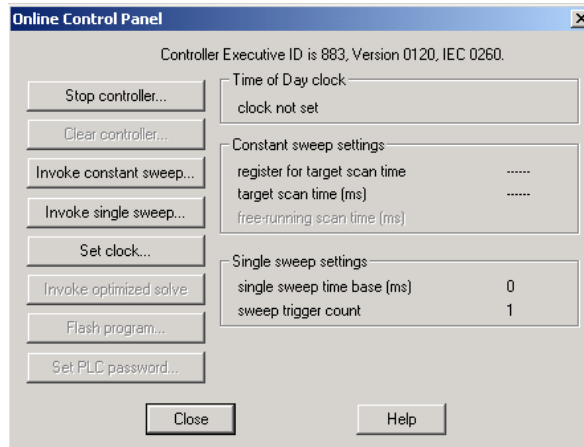 Online Control Panel
Controller Executive ID is 883, Version 0120, IEC 0260.
Stop controller...
Clear controller...
Invoke constant sweep...
Invoke single sweep...
Set clock...
Invoke optimized solve
Flash program...
Set PLC password...
Time of Day clock
clock not set
Constant sweep settings
register for target scan time ------
target scan time (ms) ------
free-running scan time (ms)
Single sweep settings
single sweep time base (ms) 0
sweep trigger count 1
Close Help